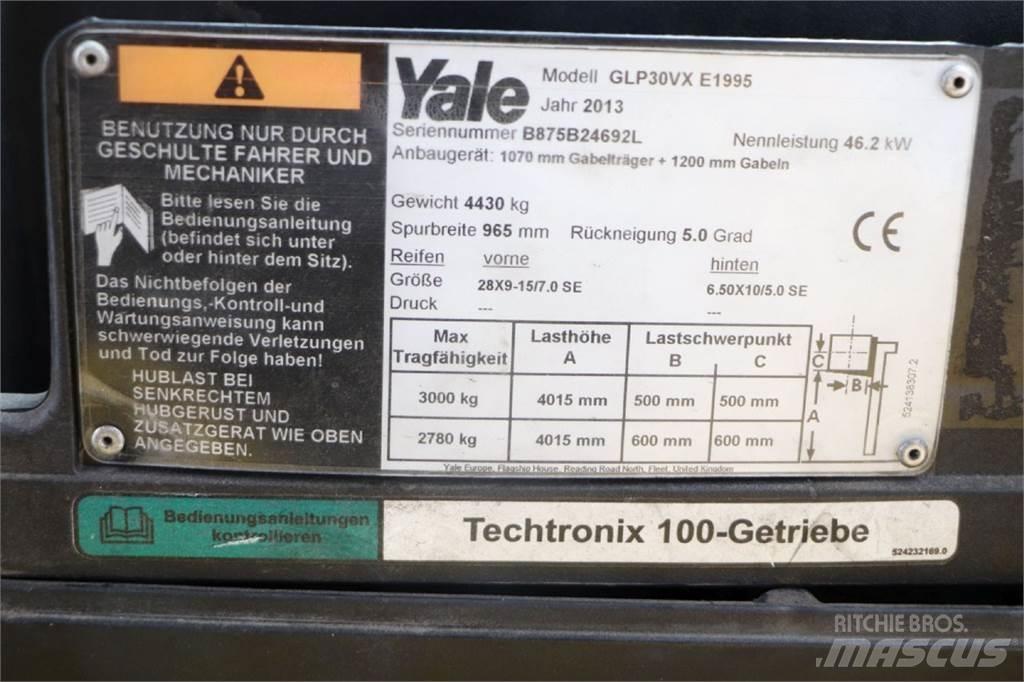 BENUTZUNG NUR DURCH
GESCHULTE FAHRER UND
MECHANIKER
Bitte lesen Sie die
Bedienungsanleitung
(befindet sich unter
oder hinter dem Sitz).
Das Nichtbefolgen der
Bedienungs,-Kontroll-und
Wartungsanweisung kann
schwerwiegende Verletzungen
und Tod zur Folge haben!
HUBLAST BEI
SENKRECHTEM
HUBGERUST UND
ZUSATZGERAT WIE OBEN
ANGEGEBEN.
Yale Modell GLP30VX E1995
Jahr 2013
Seriennummer B875B24692L Nennleistung 46.2 kW
Anbaugerät: 1070 mm Gabelträger + 1200 mm Gabeln
Gewicht 4430 kg
Spurbreite 965 mm Rückneigung 5.0 Grad
CE
Reifen vorne hinten
Größe 28X9-15/7.0 SE 6.50X10/5.0 SE
Druck --- ---
Max Lasthöhe Lastschwerpunkt
Tragfähigkeit A B C
3000 kg 4015 mm 500 mm 500 mm
2780 kg 4015 mm 600 mm 600 mm
C B A
524138307.2
Yale Europe, Flagship House, Reading Road North, Fleet, United Kingdom
Bedienungsanleitungen
kontrollieren
Techtronix 100-Getriebe
524232169.0
RITCHIE BROS.
MASCUS